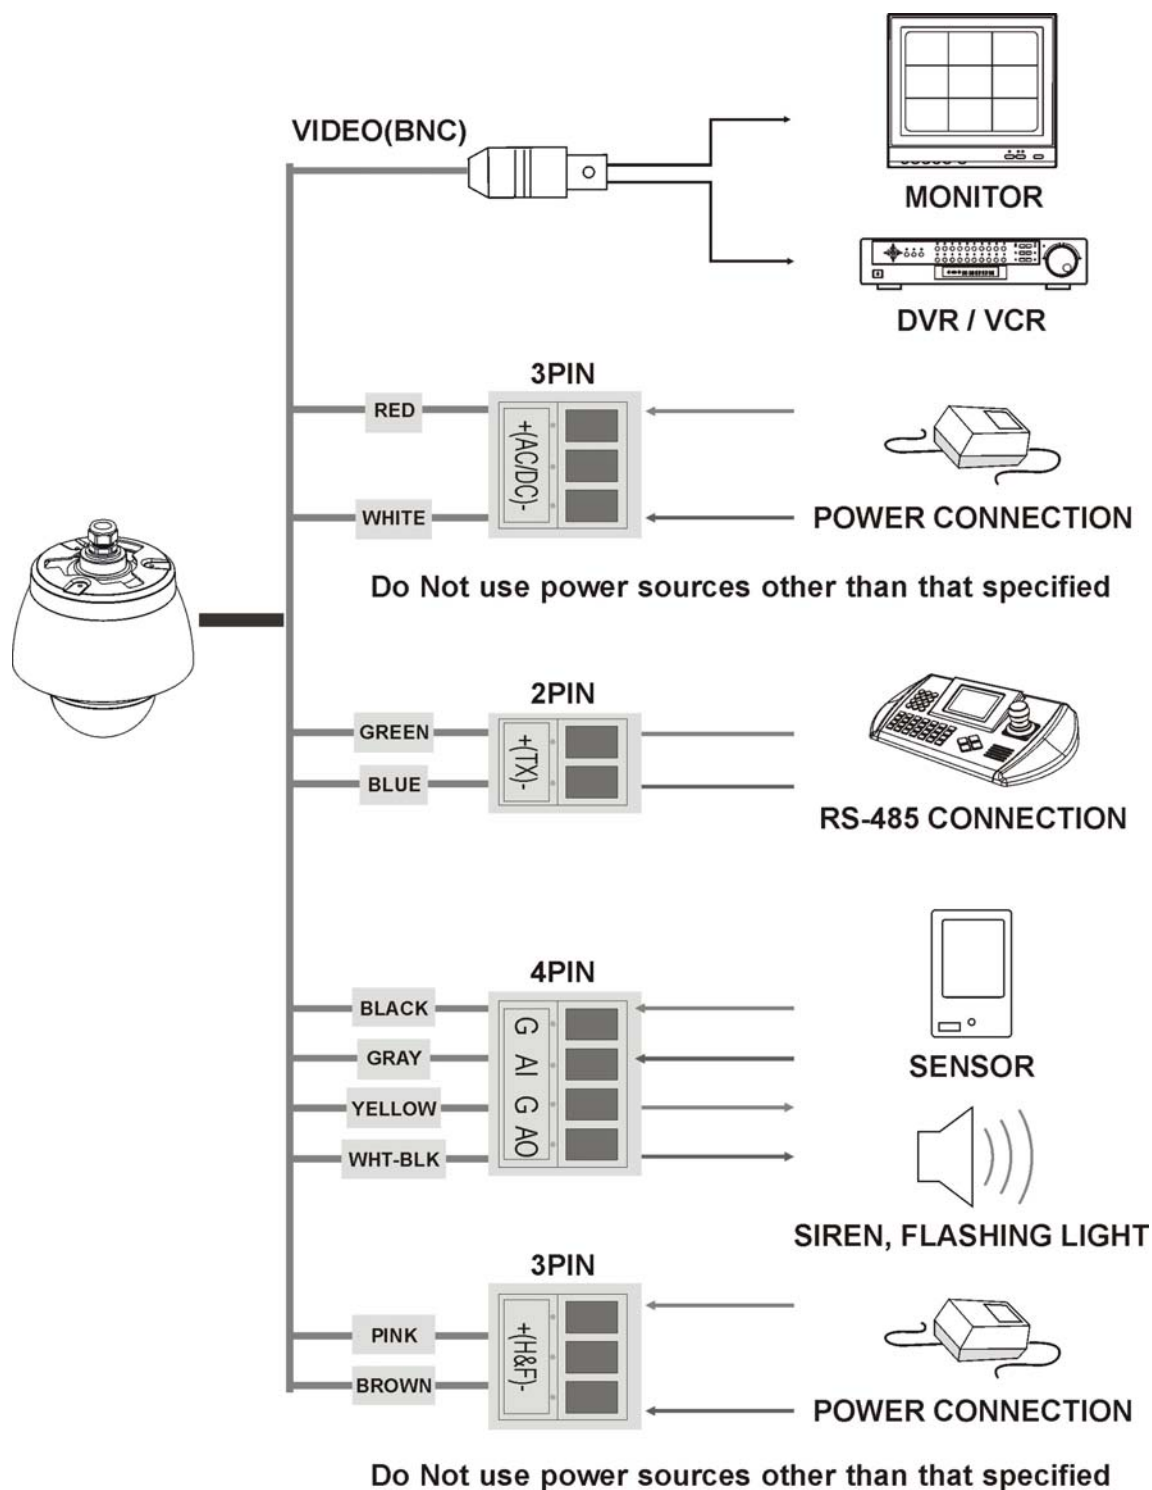 VIDEO(BNC)
MONITOR
DVR / VCR
3PIN
RED
+(AC/DC)-
WHITE
POWER CONNECTION
Do Not use power sources other than that specified
2PIN
GREEN
+(TX)-
BLUE
RS-485 CONNECTION
4PIN
BLACK
G
GRAY
AI
SENSOR
YELLOW
G
WHT-BLK
AO
SIREN, FLASHING LIGHT
3PIN
PINK
+(H&F)-
BROWN
POWER CONNECTION
Do Not use power sources other than that specified